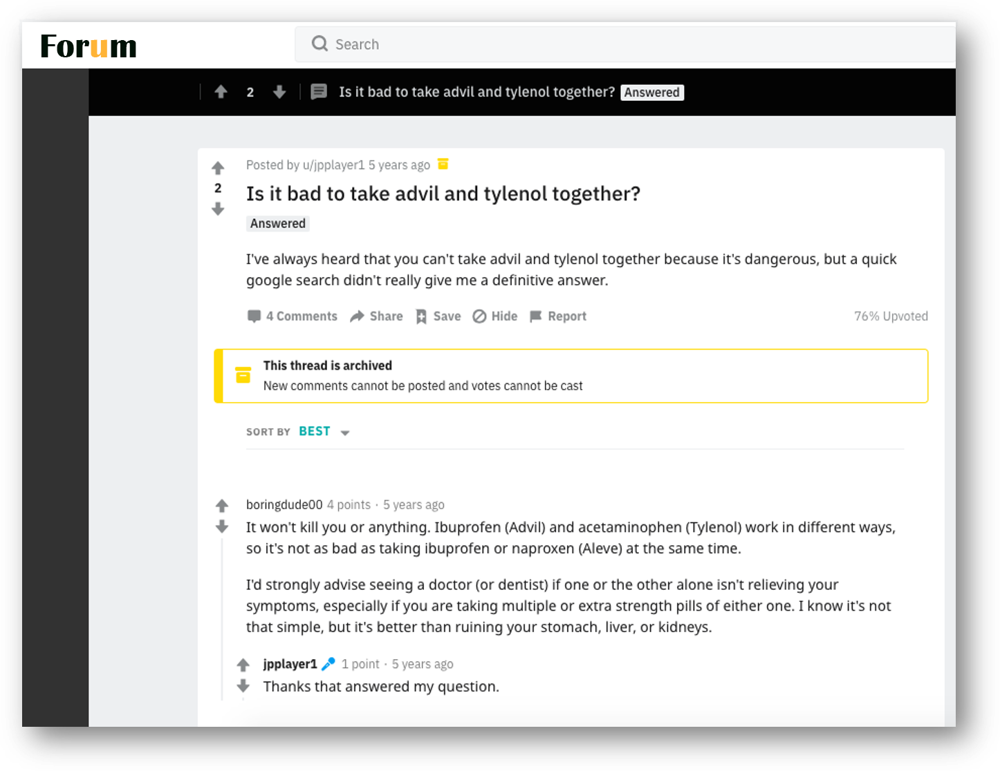 Forum
Search
2
Is it bad to take advil and tylenol together? Answered
Posted by u/jpplayer1 5 years ago
2
Is it bad to take advil and tylenol together?
Answered
I've always heard that you can't take advil and tylenol together because it's dangerous, but a quick
google search didn't really give me a definitive answer.
4 Comments Share Save Hide Report 76% Upvoted
This thread is archived
New comments cannot be posted and votes cannot be cast
SORT BY BEST
boringdude00 4 points · 5 years ago
It won't kill you or anything. Ibuprofen (Advil) and acetaminophen (Tylenol) work in different ways,
so it's not as bad as taking ibuprofen or naproxen (Aleve) at the same time.
I'd strongly advise seeing a doctor (or dentist) if one or the other alone isn't relieving your
symptoms, especially if you are taking multiple or extra strength pills of either one. I know it's not
that simple, but it's better than ruining your stomach, liver, or kidneys.
jpplayer1 1 point · 5 years ago
Thanks that answered my question.